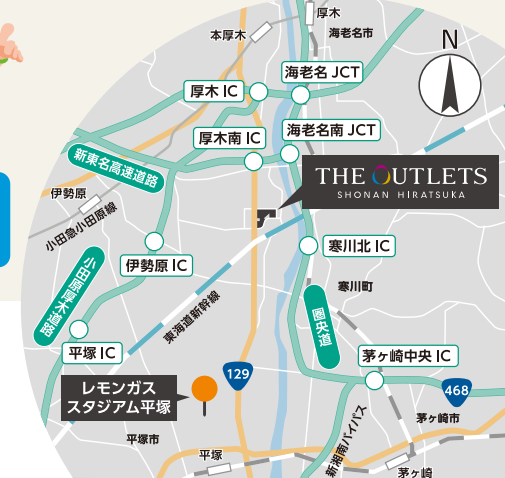 厚木
本厚木
海老名市
N
海老名 JCT
厚木 IC
厚木南 IC
海老名南 JCT
新東名高速道路
THE OUTLETS
SHONAN HIRATSUKA
伊勢原
小田急小田原線
伊勢原 IC
寒川北 IC
小田原厚木道路
東海道新幹線
寒川町
圏央道
平塚 IC
茅ヶ崎中央 IC
129
468
レモンガス
スタジアム平塚
茅ヶ崎市
平塚市
新湘南バイパス
平塚
茅ヶ崎